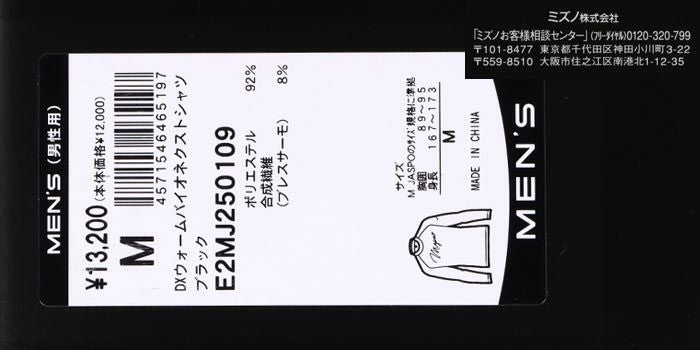 ミズノ株式会社
「ミズノお客様相談センター」(フリーダイヤル)0120-320-799
〒101-8477 東京都千代田区神田小川町3-22
〒559-8510 大阪市住之江区南港北1-12-35
MEN'S(男性用)
¥13,200(本体価格¥12,000)
M
4571546465197
DXウォームバイオネクストシャツ
ブラック
E2MJ250109
ポリエステル 92%
合成繊維 8%
(ブレスサーモ)
サイズ
M JASPOのサイズ規格に準拠
胸囲 89~95
身長 167~173
M
MADE IN CHINA
Mizuno
MEN'S